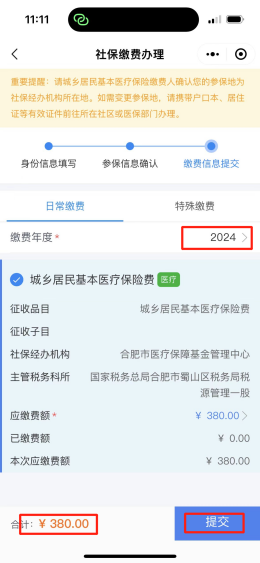 11:11
社保缴费办理
重要提醒：请城乡居民基本医疗保险缴费人确认您的参保地为
社保经办机构所在地。如需变更参保地，请携带户口本、居住
证等有效证件前往所在社区或医保部门办理。
身份信息填写 参保信息确认 缴费信息提交
日常缴费 特殊缴费
缴费年度* 2024 >
城乡居民基本医疗保险费 医疗
征收品目 城乡居民基本医疗保险费
征收子目
社保经办机构 合肥市医疗保障基金管理中心
主管税务科所 国家税务总局合肥市蜀山区税务局税
源管理一股
应缴费额* ¥ 380.00 >
已缴费额 ¥ 0.00
本次应缴费额 ¥ 380.00
合计：¥ 380.00 提交